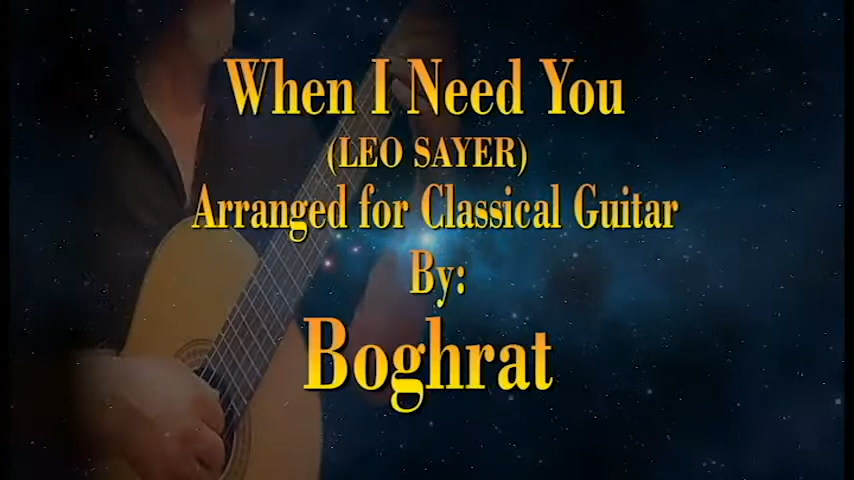 When I Need You
(LEO SAYER)
Arranged for Classical Guitar
By:
Boghrat